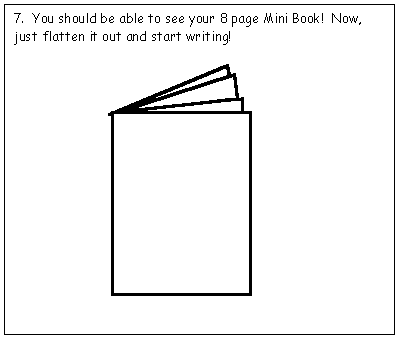 7.  You should be able to see your 8 page Mini Book!  Now,
just flatten it out and start writing!